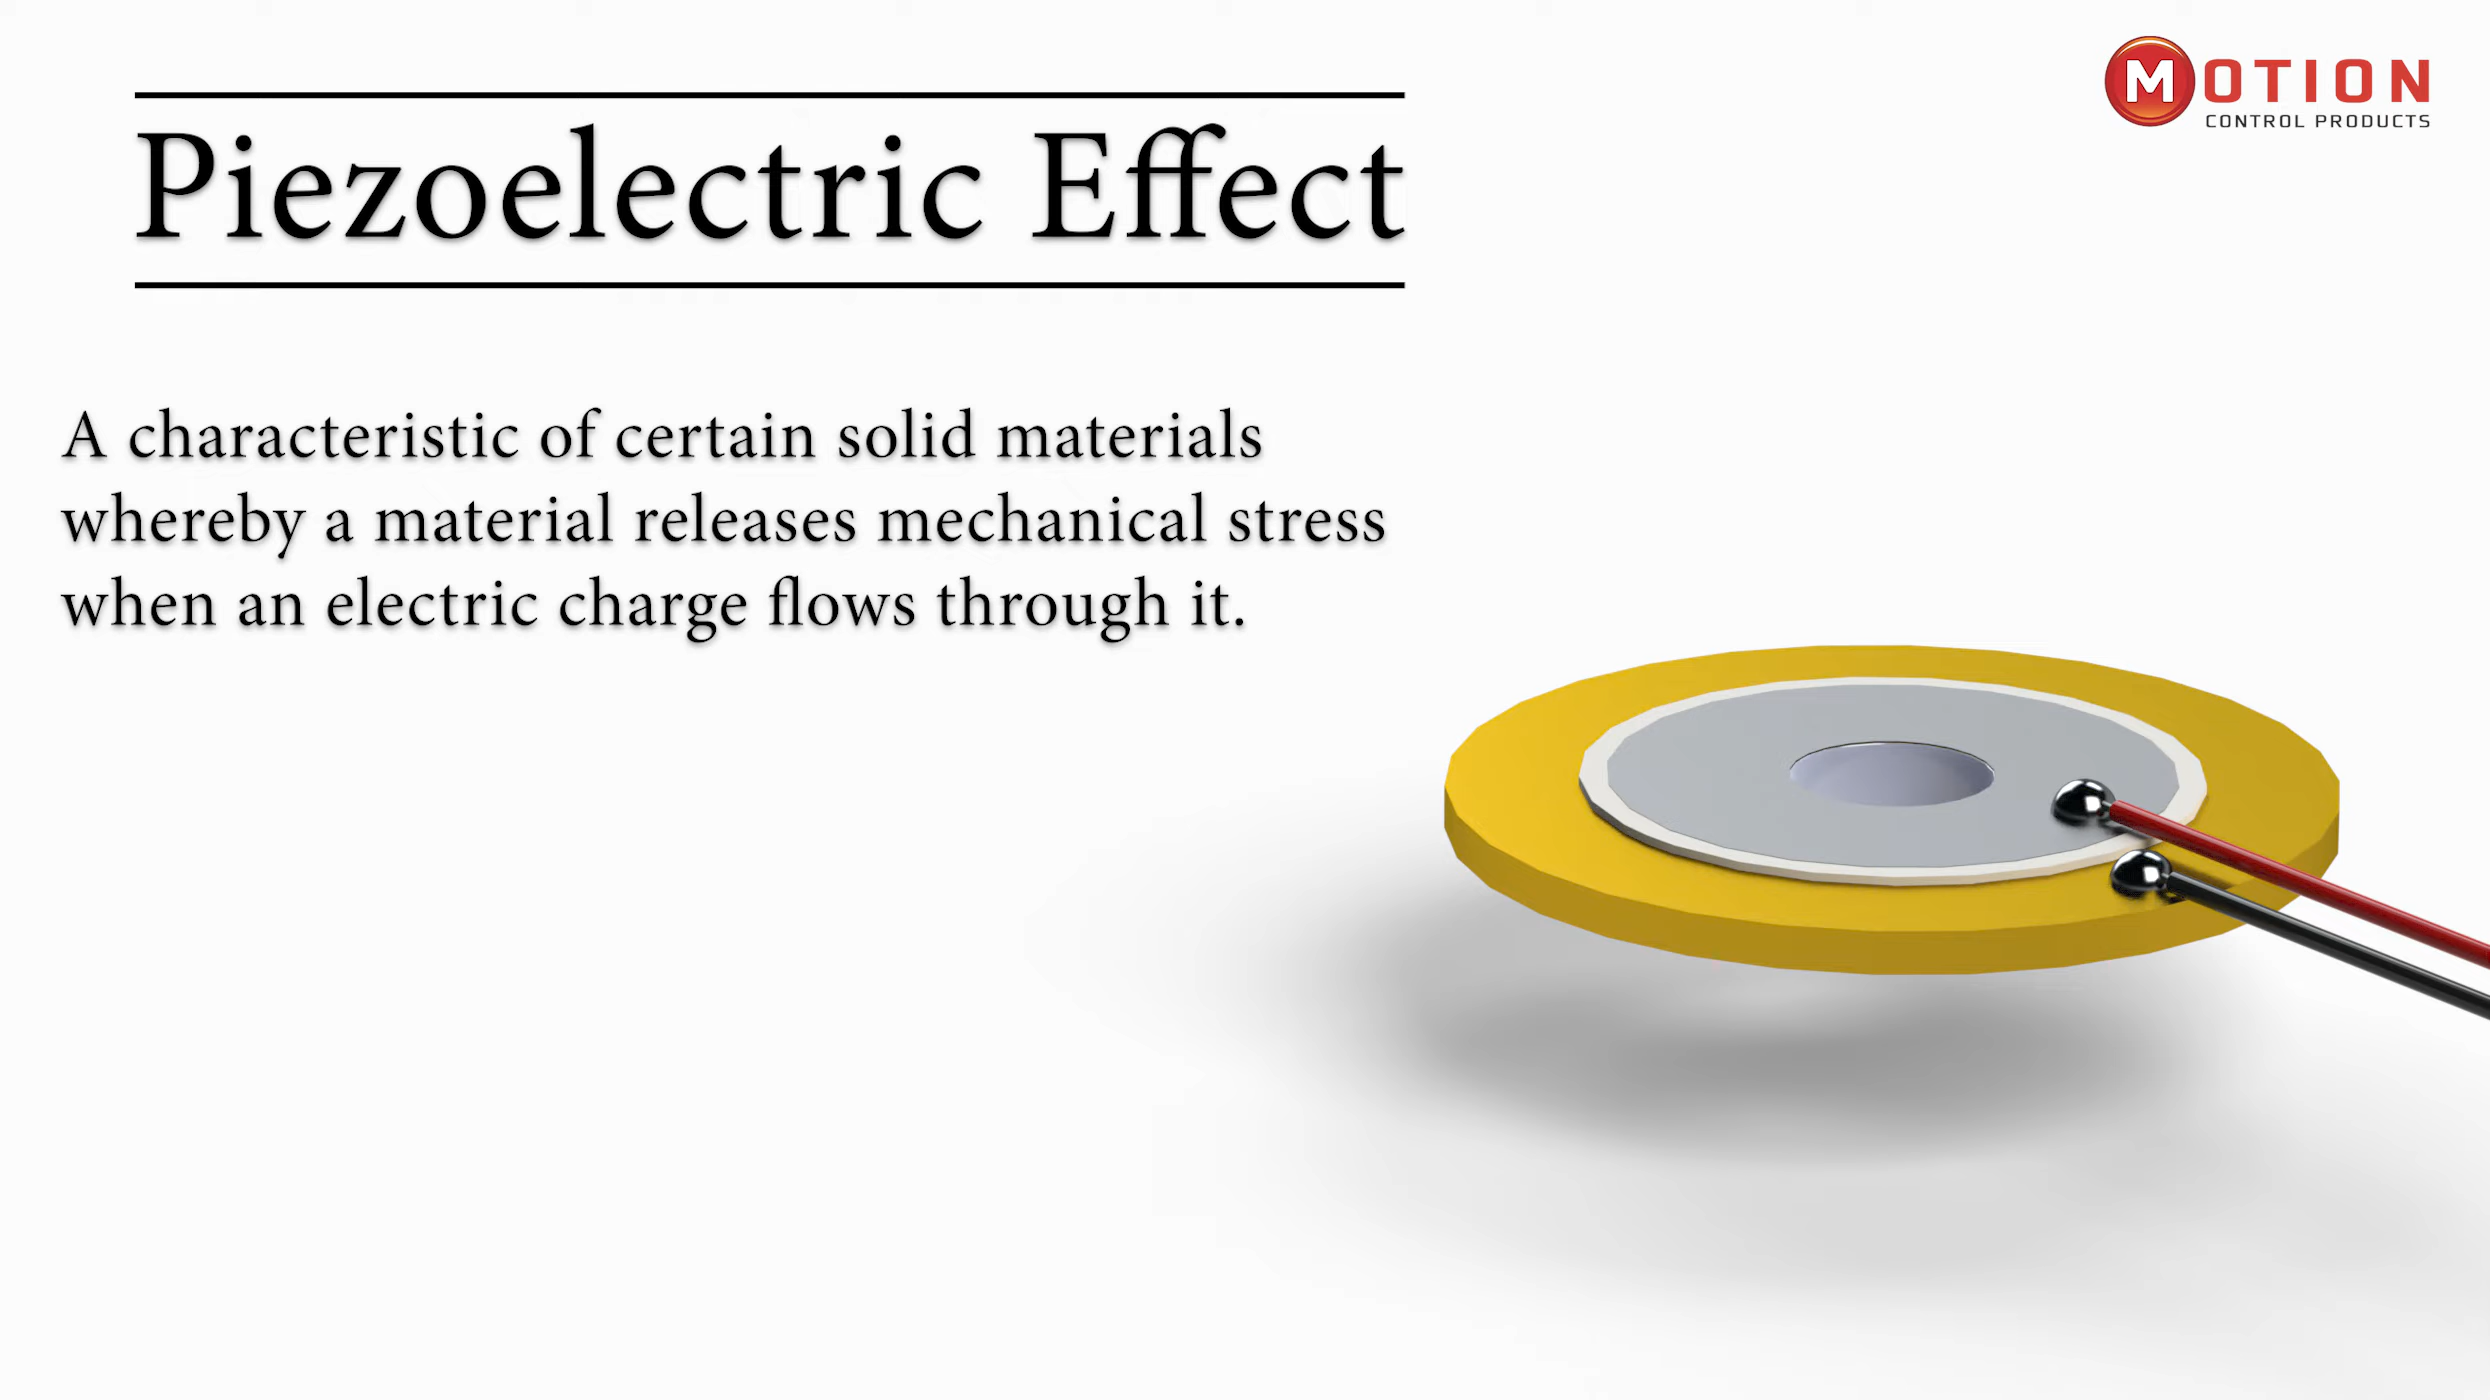 MOTION
CONTROL PRODUCTS
Piezoelectric Effect
A characteristic of certain solid materials
whereby a material releases mechanical stress
when an electric charge flows through it.